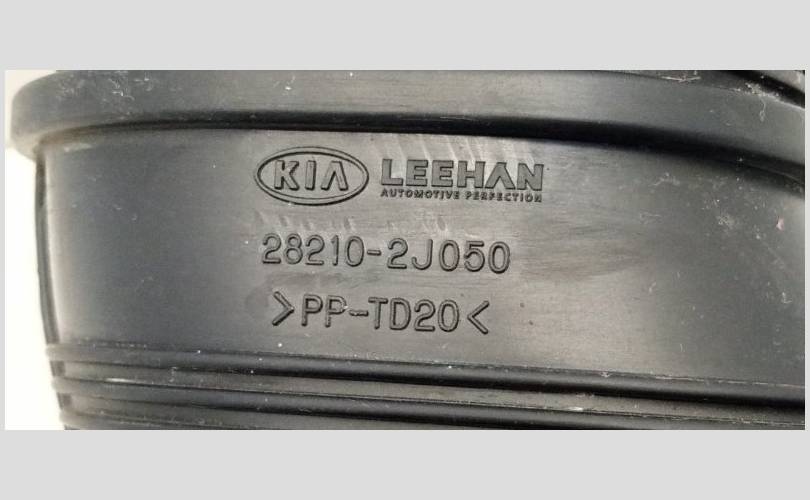 KIA LEEHAN
AUTOMOTIVE PERFECTION
28210-2J050
>PP-TD20<